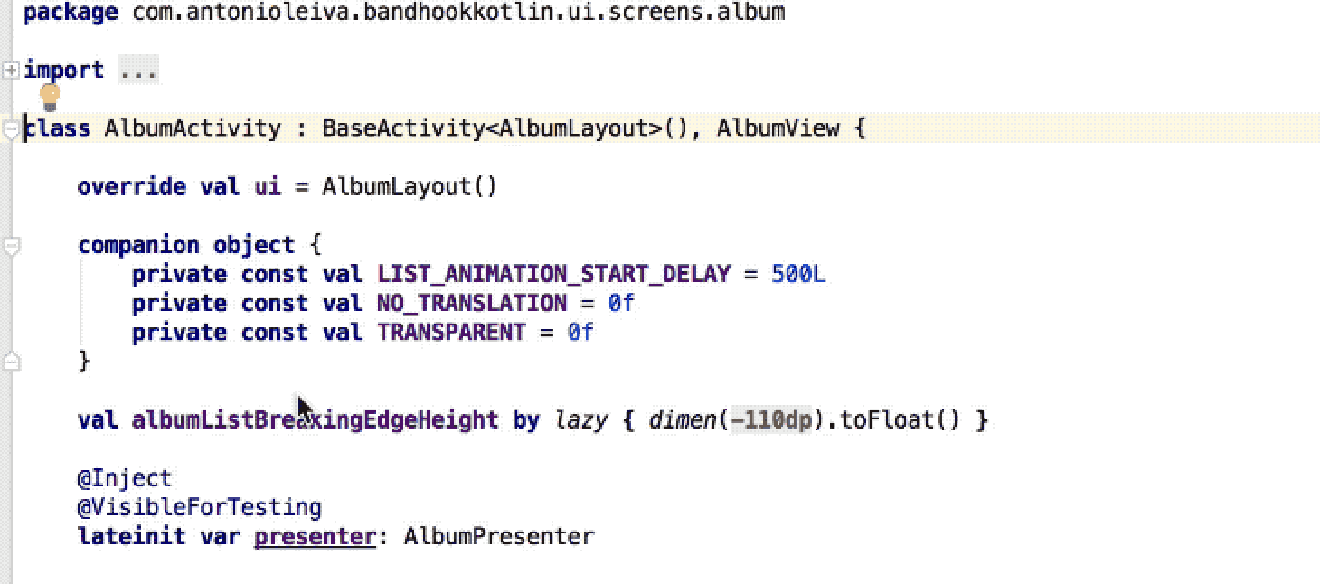 package com.antonioleiva.bandhookkotlin.ui.screens.album
import ...
class AlbumActivity : BaseActivity<AlbumLayout>(), AlbumView {
override val ui = AlbumLayout()
companion object {
private const val LIST_ANIMATION_START_DELAY = 500L
private const val NO_TRANSLATION = 0f
private const val TRANSPARENT = 0f
}
val albumListBreakingEdgeHeight by lazy { dimen(-110dp).toFloat() }
@Inject
@VisibleForTesting
lateinit var presenter: AlbumPresenter